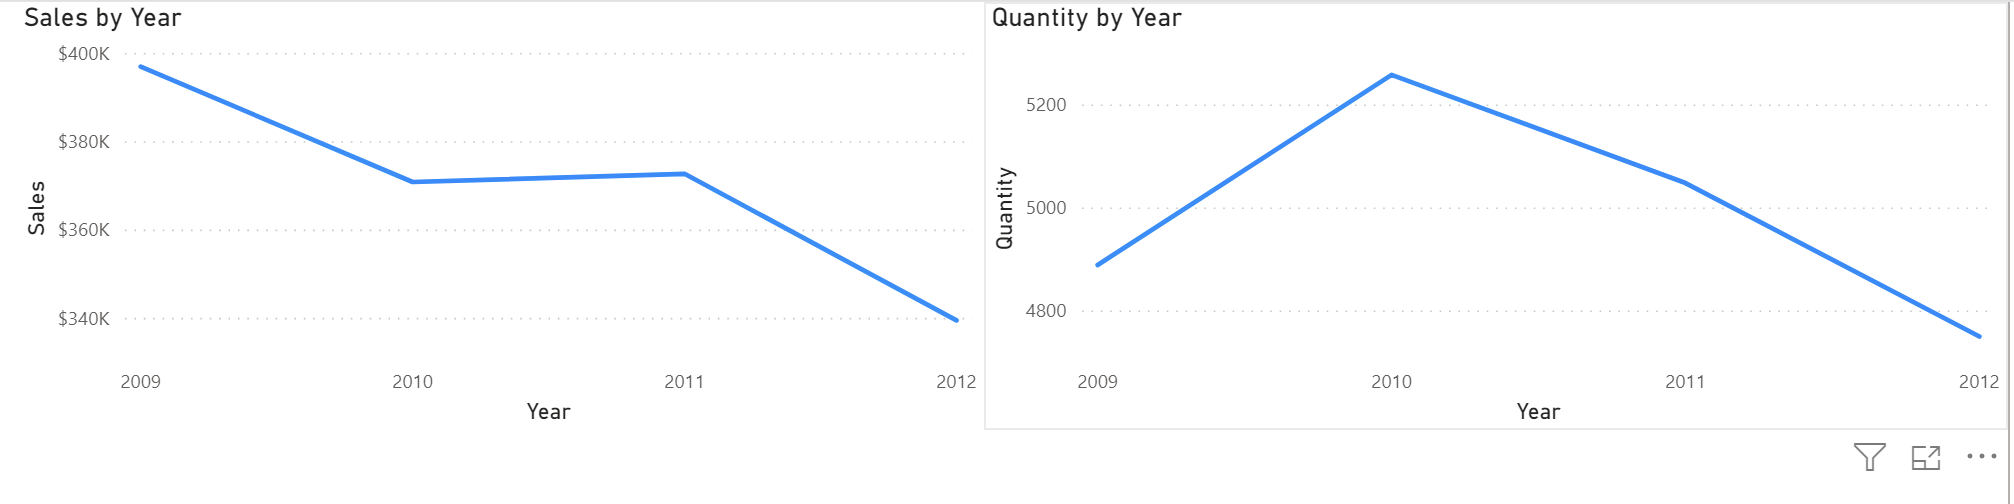 Sales by Year
$400K
$380K
$360K
$340K
Sales
2009 2010 2011 2012
Year
Quantity by Year
5200
5000
4800
Quantity
2009 2010 2011 2012
Year